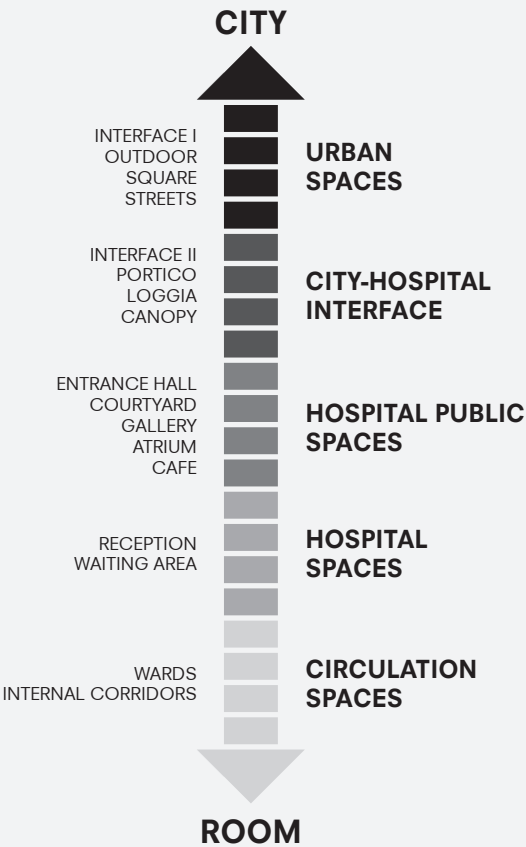 CITY
INTERFACE I
OUTDOOR
SQUARE
STREETS
URBAN
SPACES
INTERFACE II
PORTICO
LOGGIA
CANOPY
CITY-HOSPITAL
INTERFACE
ENTRANCE HALL
COURTYARD
GALLERY
ATRIUM
CAFE
HOSPITAL PUBLIC
SPACES
RECEPTION
WAITING AREA
HOSPITAL
SPACES
WARDS
INTERNAL CORRIDORS
CIRCULATION
SPACES
ROOM